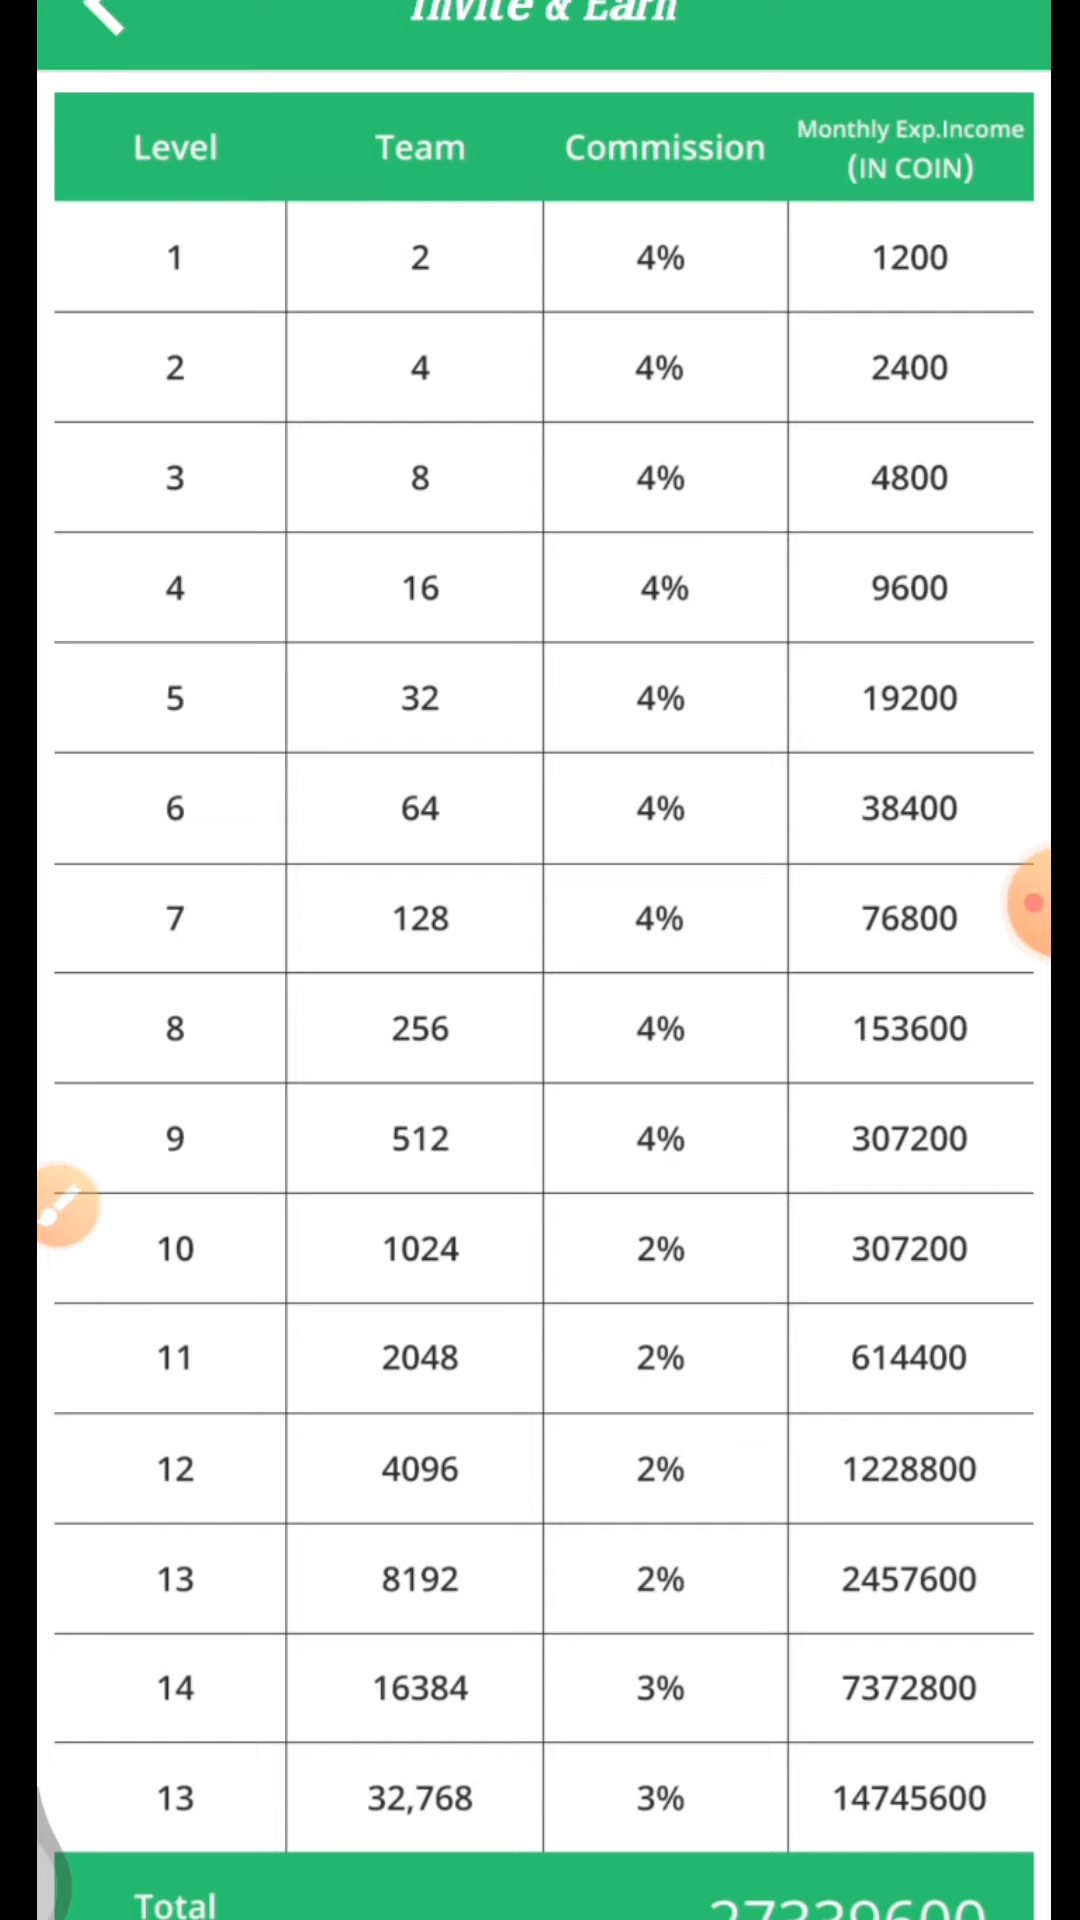 Invite & Earn
Level Team Commission Monthly Exp.Income (IN COIN)
1 2 4% 1200
2 4 4% 2400
3 8 4% 4800
4 16 4% 9600
5 32 4% 19200
6 64 4% 38400
7 128 4% 76800
8 256 4% 153600
9 512 4% 307200
10 1024 2% 307200
11 2048 2% 614400
12 4096 2% 1228800
13 8192 2% 2457600
14 16384 3% 7372800
13 32,768 3% 14745600
Total 27339600